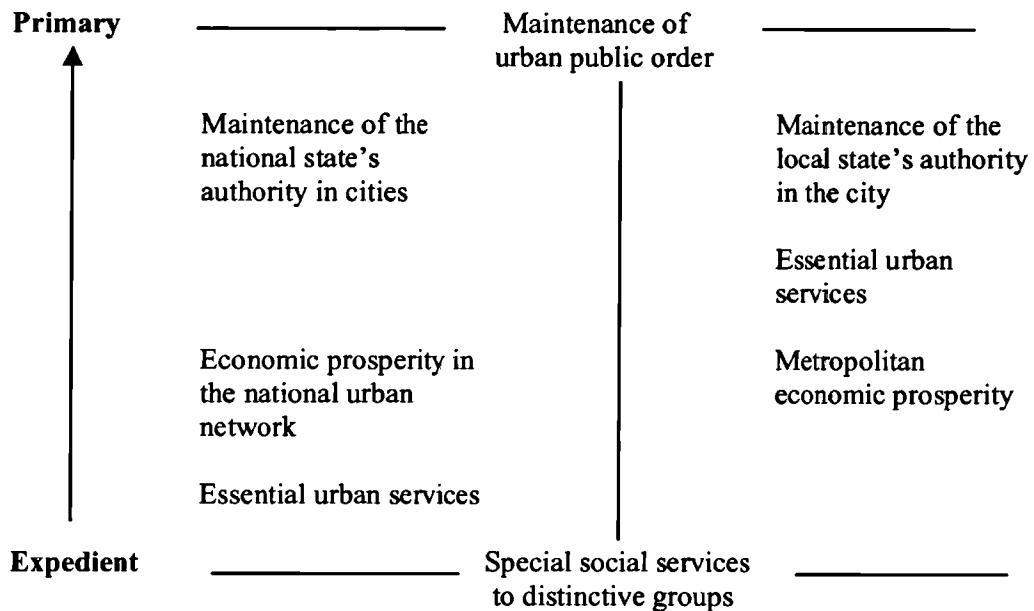 Primary
Maintenance of
urban public order
Maintenance of the
national state's
authority in cities
Maintenance of the
local state's authority
in the city
Essential urban
services
Economic prosperity in
the national urban
network
Metropolitan
economic prosperity
Essential urban services
Expedient
Special social services
to distinctive groups